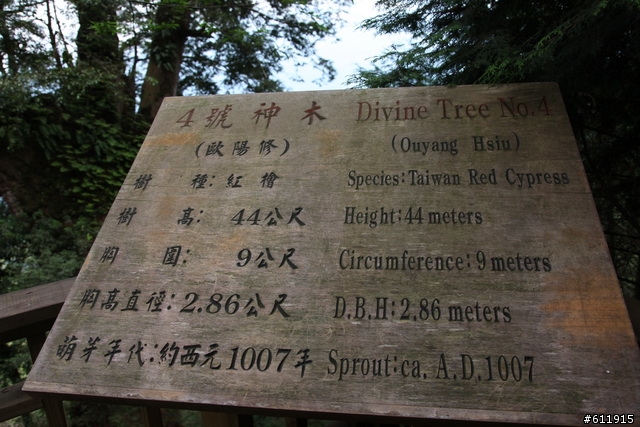 4號神木 Divine Tree No.4
(歐陽修) (Ouyang Hsiu)
樹 種: 紅檜 Species: Taiwan Red Cypress
樹 高: 44公尺 Height: 44 meters
胸 圍: 9公尺 Circumference: 9 meters
胸高直徑: 2.86公尺 D.B.H: 2.86 meters
萌芽年代: 約西元1007年 Sprout: ca. A.D. 1007
#611915